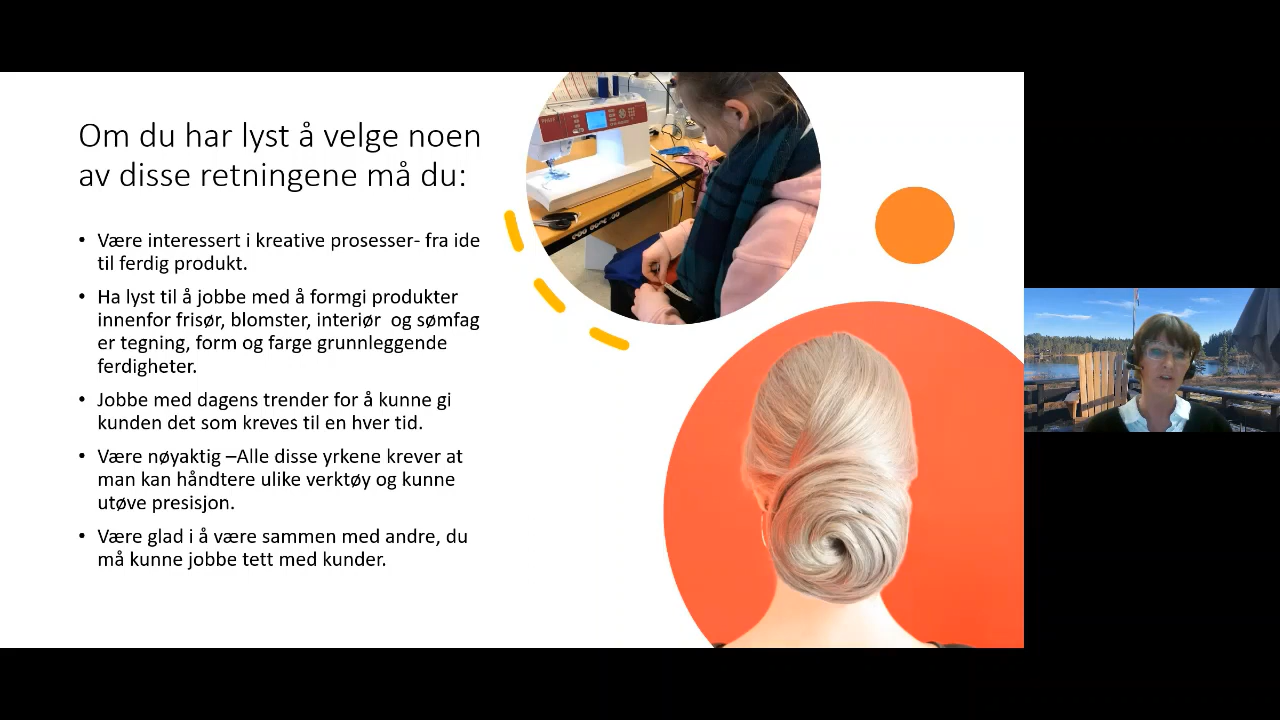 Om du har lyst å velge noen
av disse retningene må du:
• Være interessert i kreative prosesser- fra ide
til ferdig produkt.
• Ha lyst til å jobbe med å formgi produkter
innenfor frisør, blomster, interiør  og sømfag
er tegning, form og farge grunnleggende
ferdigheter.
• Jobbe med dagens trender for å kunne gi
kunden det som kreves til en hver tid.
• Være nøyaktig –Alle disse yrkene krever at
man kan håndtere ulike verktøy og kunne
utøve presisjon.
• Være glad i å være sammen med andre, du
må kunne jobbe tett med kunder.